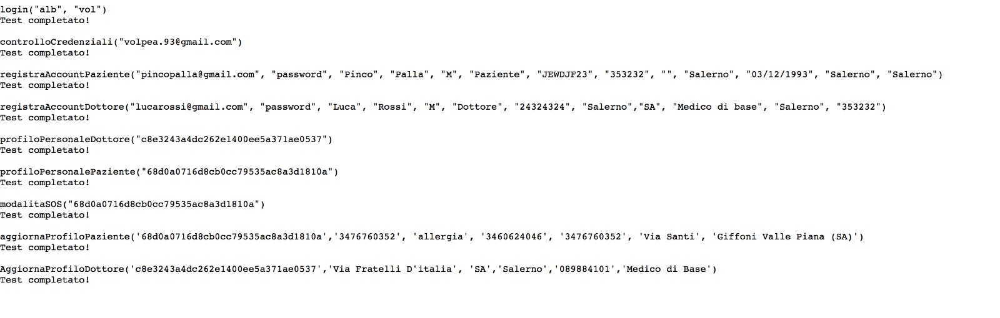 login("alb", "vol")
Test completato!
controlloCredenziali("volpea.93@gmail.com")
Test completato!
registraAccountPaziente("pincopalla@gmail.com", "password", "Pinco", "Palla", "M", "Paziente", "JEWDJF23", "353232", "", "Salerno", "03/12/1993", "Salerno", "Salerno")
Test completato!
registraAccountDottore("lucarossi@gmail.com", "password", "Luca", "Rossi", "M", "Dottore", "24324324", "Salerno","SA", "Medico di base", "Salerno", "353232")
Test completato!
profiloPersonaleDottore("c8e3243a4dc262e1400ee5a371ae0537")
Test completato!
profiloPersonalePaziente("68d0a0716d8cb0cc79535ac8a3d1810a")
Test completato!
modalitaSOS("68d0a0716d8cb0cc79535ac8a3d1810a")
Test completato!
aggiornaProfiloPaziente('68d0a0716d8cb0cc79535ac8a3d1810a','3476760352', 'allergia', '3460624046', '3476760352', 'Via Santi', 'Giffoni Valle Piana (SA)')
Test completato!
AggiornaProfiloDottore('c8e3243a4dc262e1400ee5a371ae0537','Via Fratelli D'italia', 'SA','Salerno','089884101','Medico di Base')
Test completato!